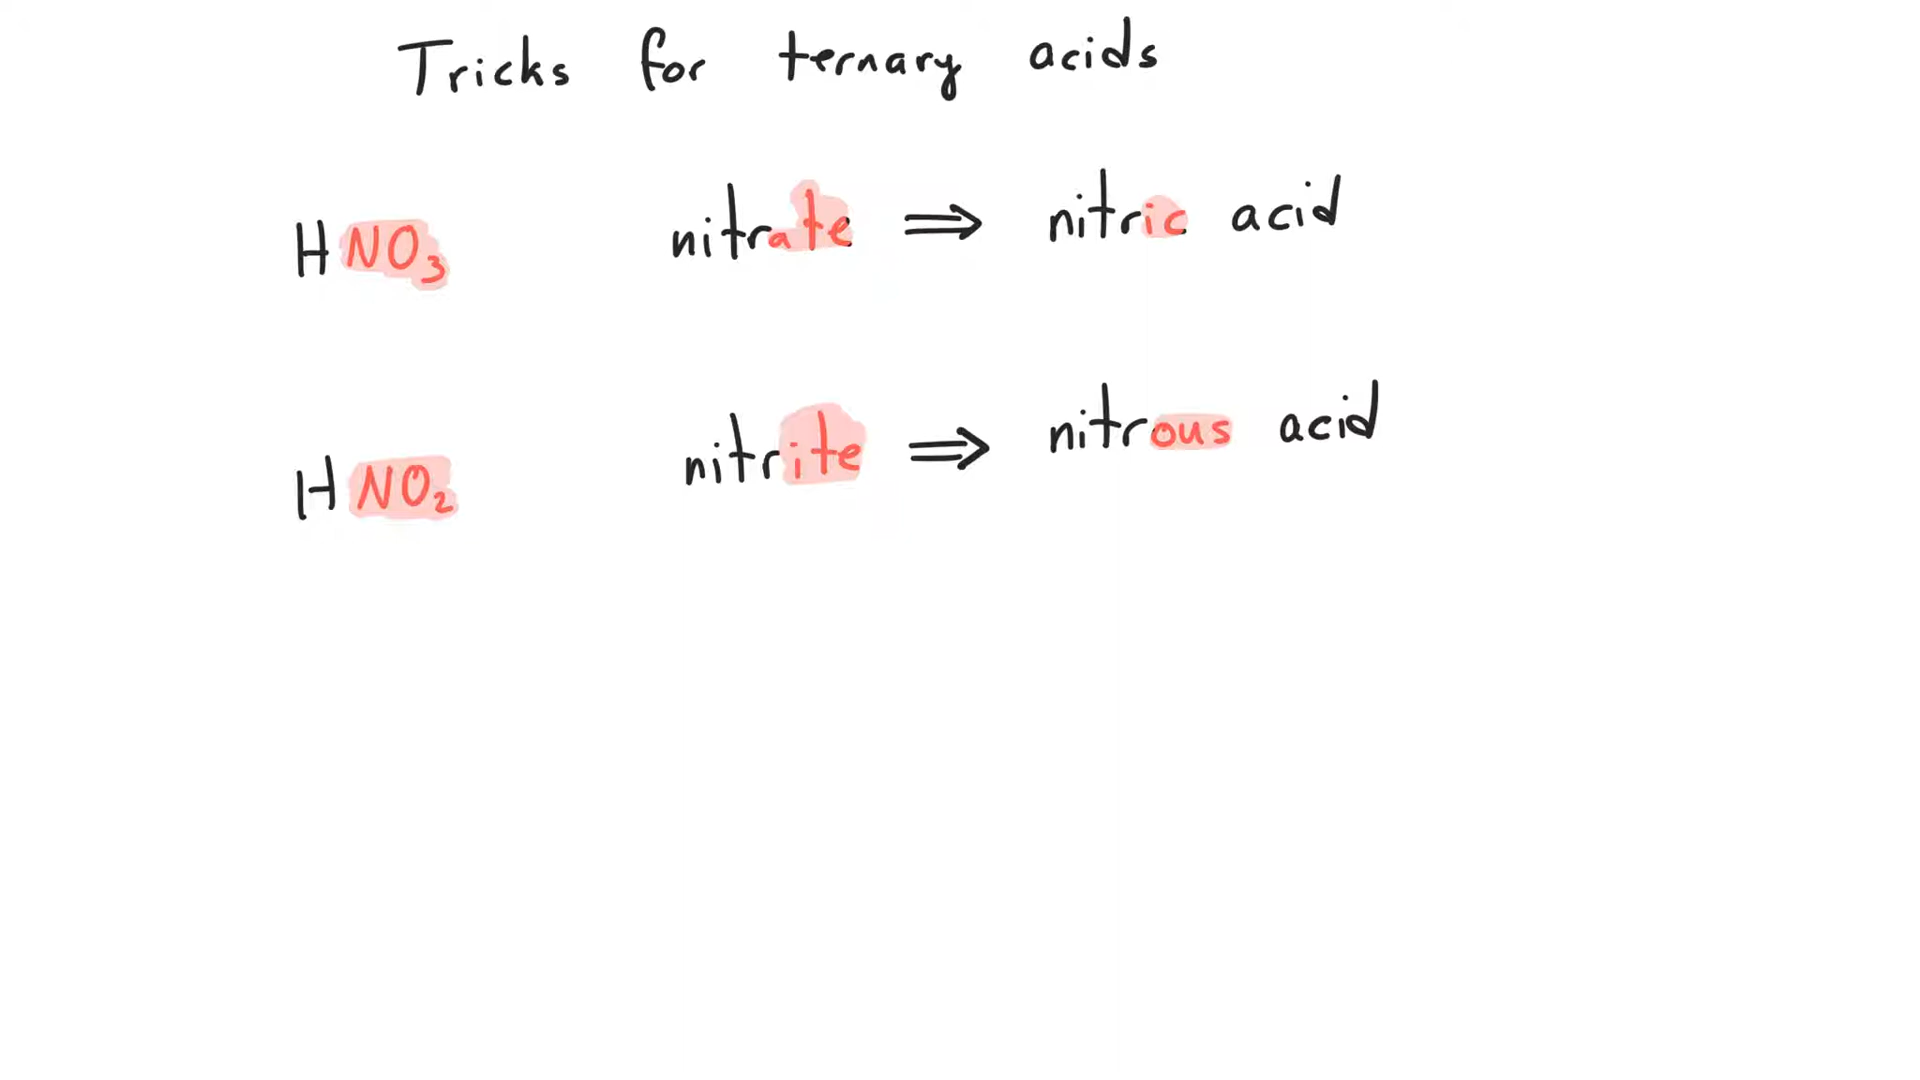 Tricks for ternary acids
HNO₃ nitrate ⇒ nitric acid
HNO₂ nitrite ⇒ nitrous acid